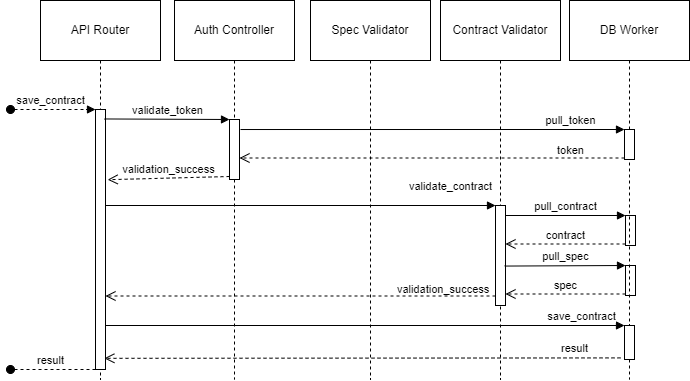 API Router
Auth Controller
Spec Validator
Contract Validator
DB Worker
save_contract
validate_token
pull_token
token
validation_success
validate_contract
pull_contract
contract
pull_spec
spec
validation_success
save_contract
result
result